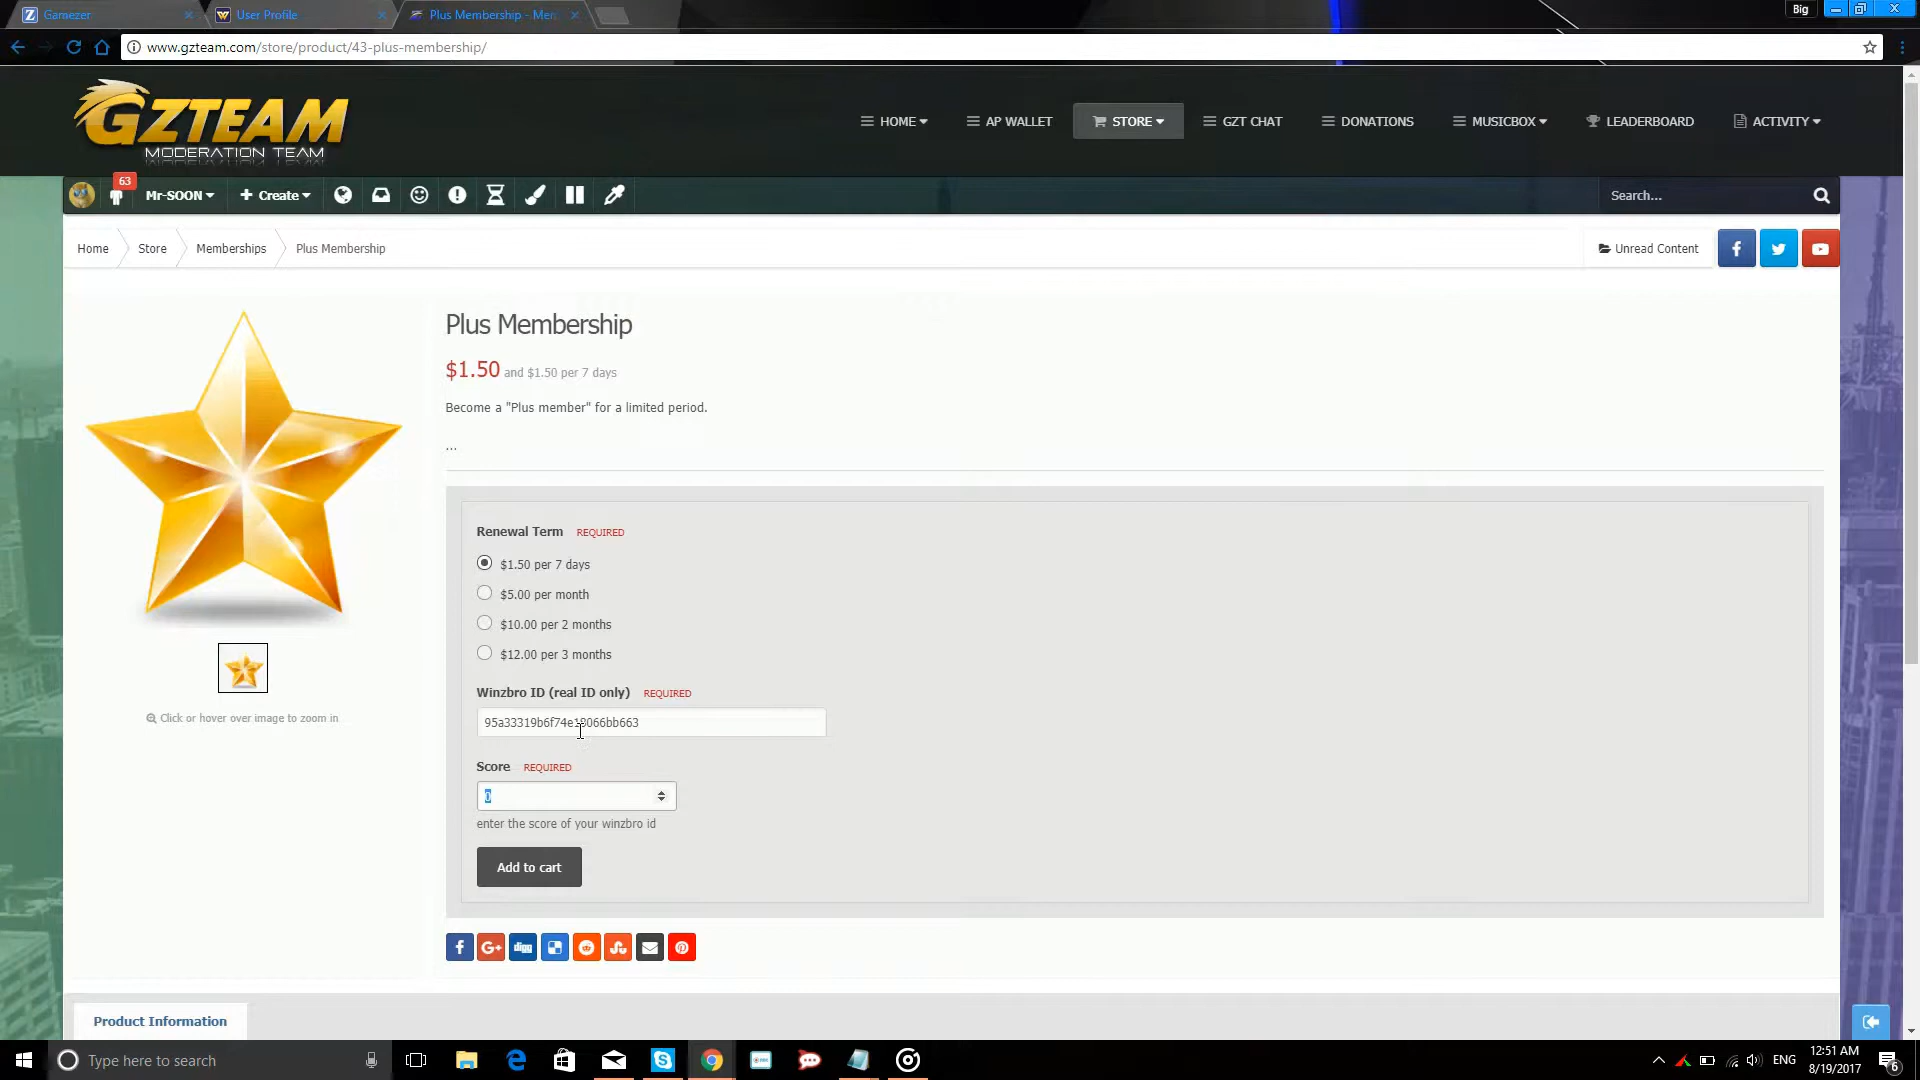 Gamezer
User Profile
Plus Membership - Mem
Big
www.gzteam.com/store/product/43-plus-membership/
GZTEAM
MODERATION TEAM
HOME
AP WALLET
STORE
GZT CHAT
DONATIONS
MUSICBOX
LEADERBOARD
ACTIVITY
63
Mr-SOON
+ Create
Search...
Home
Store
Memberships
Plus Membership
Unread Content
Plus Membership
$1.50 and $1.50 per 7 days
Become a "Plus member" for a limited period.
...
Renewal Term REQUIRED
$1.50 per 7 days
$5.00 per month
$10.00 per 2 months
$12.00 per 3 months
Winzbro ID (real ID only) REQUIRED
Click or hover over image to zoom in
Score REQUIRED
0
enter the score of your winzbro id
Add to cart
digg
Product Information
Type here to search
ENG
12:51 AM
8/19/2017
6